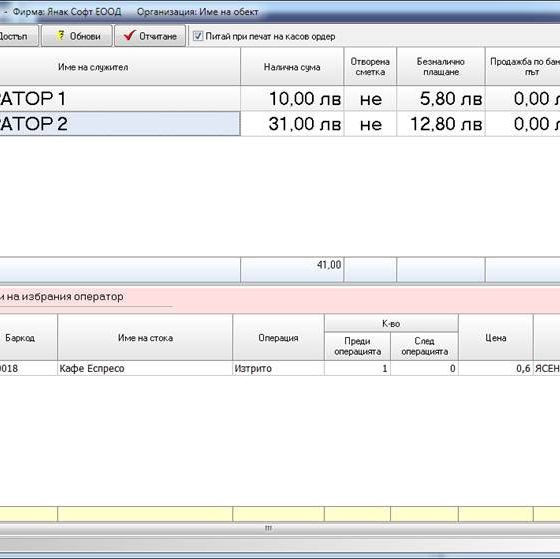 - Фирма: Янак Софт ЕООД Организация: Име на обект
Достъп Обнови Отчитане Питай при печат на касов ордер
Име на служител Налична сума Отворена сметка Безналично плащане Продажба по бан път
РАТОР 1 10,00 лв не 5,80 лв 0,00 л
РАТОР 2 31,00 лв не 12,80 лв 0,00 л
41,00
и на избрания оператор
Баркод Име на стока Операция К-во Преди операцията След операцията Цена
0018 Кафе Еспресо Изтрито 1 0 0,6 ЯСЕН